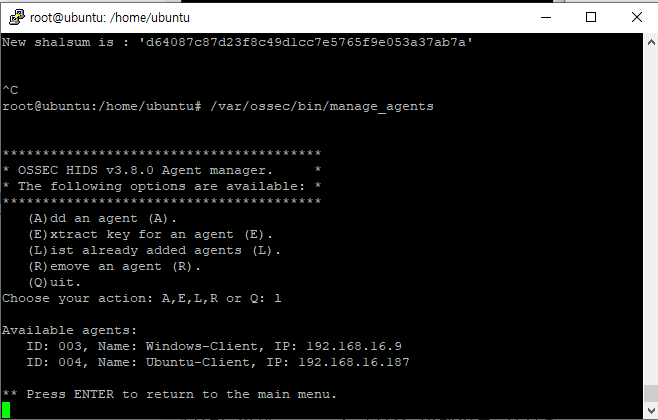 root@ubuntu: /home/ubuntu
New sha1sum is : 'd64087c87d23f8c49d1cc7e5765f9e053a37ab7a'
^C
root@ubuntu:/home/ubuntu# /var/ossec/bin/manage_agents
****************************************
* OSSEC HIDS v3.8.0 Agent manager.     *
* The following options are available: *
****************************************
   (A)dd an agent (A).
   (E)xtract key for an agent (E).
   (L)ist already added agents (L).
   (R)emove an agent (R).
   (Q)uit.
Choose your action: A,E,L,R or Q: l
Available agents:
   ID: 003, Name: Windows-Client, IP: 192.168.16.9
   ID: 004, Name: Ubuntu-Client, IP: 192.168.16.187
** Press ENTER to return to the main menu.